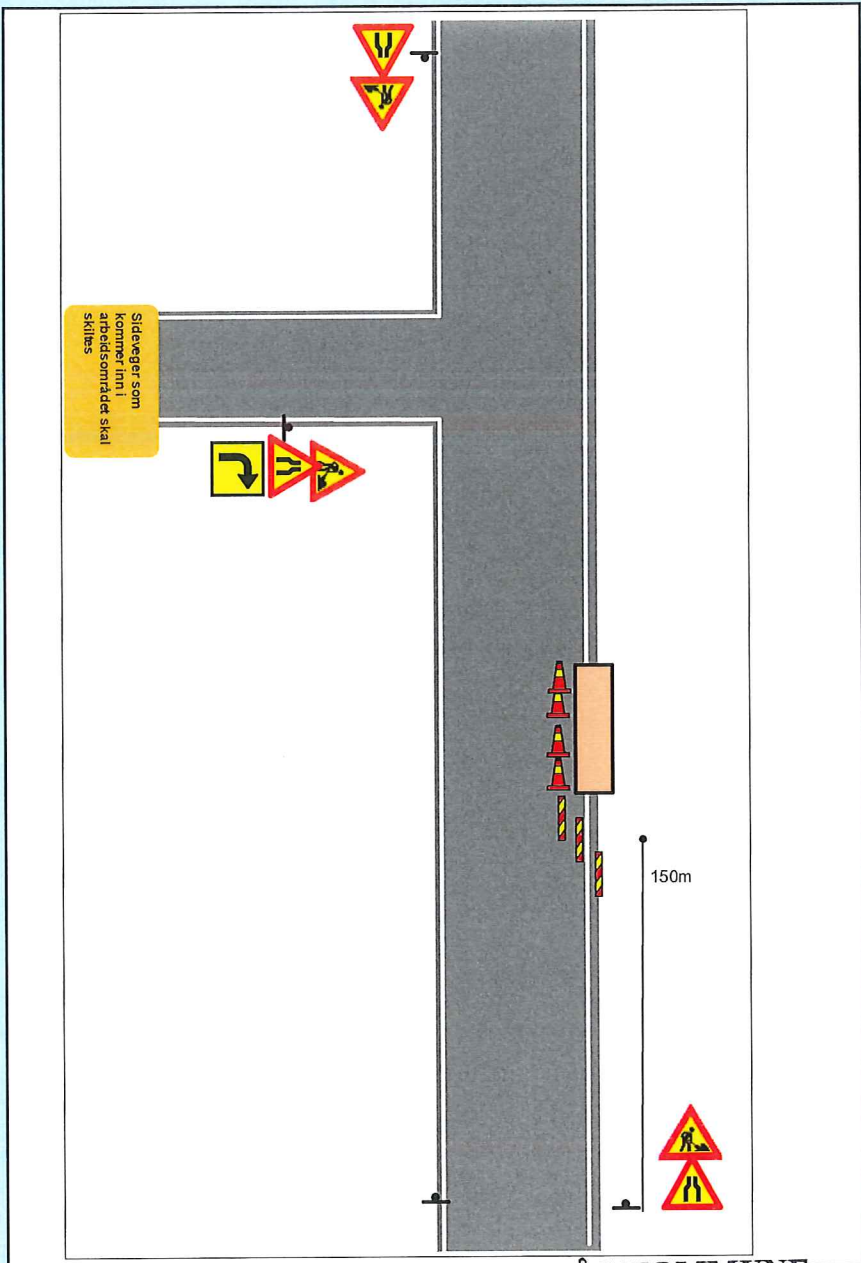 Sideveger som
kommer inn i
arbeidsområdet skal
skiltes
150m